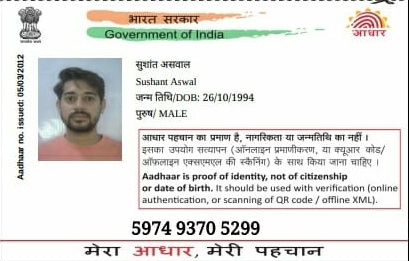 भारत सरकार
Government of India
आधार
Aadhaar no. issued: 05/03/2012
सुशांत असवाल
Sushant Aswal
जन्म तिथि/DOB: 26/10/1994
पुरुष/ MALE
आधार पहचान का प्रमाण है, नागरिकता या जन्मतिथि का नहीं ।
इसका उपयोग सत्यापन (ऑनलाइन प्रमाणीकरण, या क्यूआर कोड/
ऑफ़लाइन एक्सएमएल की स्कैनिंग) के साथ किया जाना चाहिए ।
Aadhaar is proof of identity, not of citizenship
or date of birth. It should be used with verification (online
authentication, or scanning of QR code / offline XML).
5974 9370 5299
मेरा आधार, मेरी पहचान